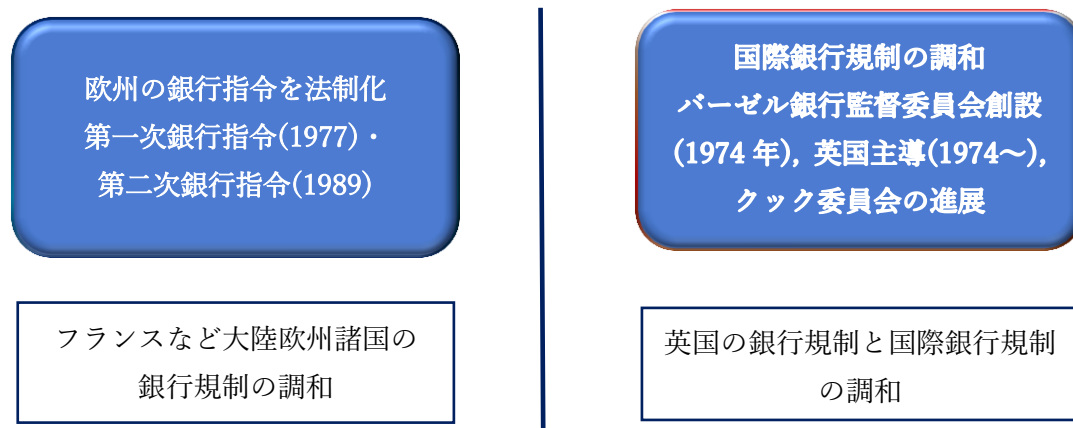 欧州の銀行指令を法制化
第一次銀行指令(1977)・
第二次銀行指令(1989)
フランスなど大陸欧州諸国の
銀行規制の調和
国際銀行規制の調和
バーゼル銀行監督委員会創設
(1974 年), 英国主導(1974～),
クック委員会の進展
英国の銀行規制と国際銀行規制
の調和